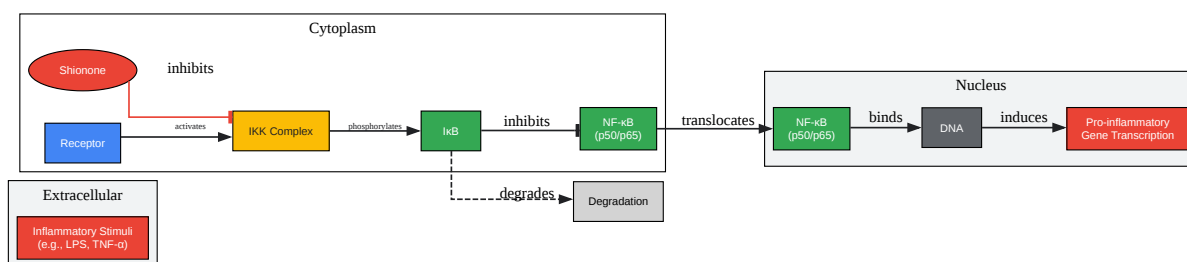 Cytoplasm
Shionone
inhibits
Receptor
activates
IKK Complex
phosphorylates
IκB
inhibits
NF-κB
(p50/p65)
translocates
degrades
Degradation
Nucleus
NF-κB
(p50/p65)
binds
DNA
induces
Pro-inflammatory
Gene Transcription
Extracellular
Inflammatory Stimuli
(e.g., LPS, TNF-α)